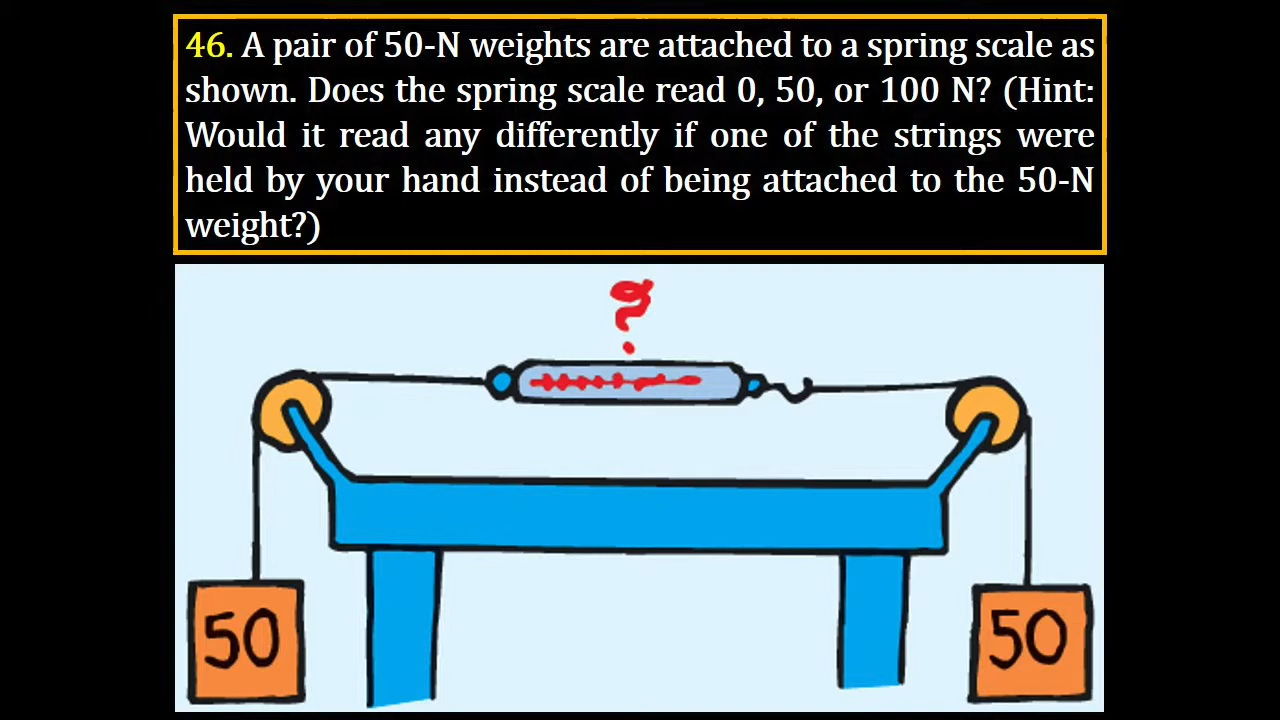 46. A pair of 50-N weights are attached to a spring scale as
shown. Does the spring scale read 0, 50, or 100 N? (Hint:
Would it read any differently if one of the strings were
held by your hand instead of being attached to the 50-N
weight?)
?
50
50